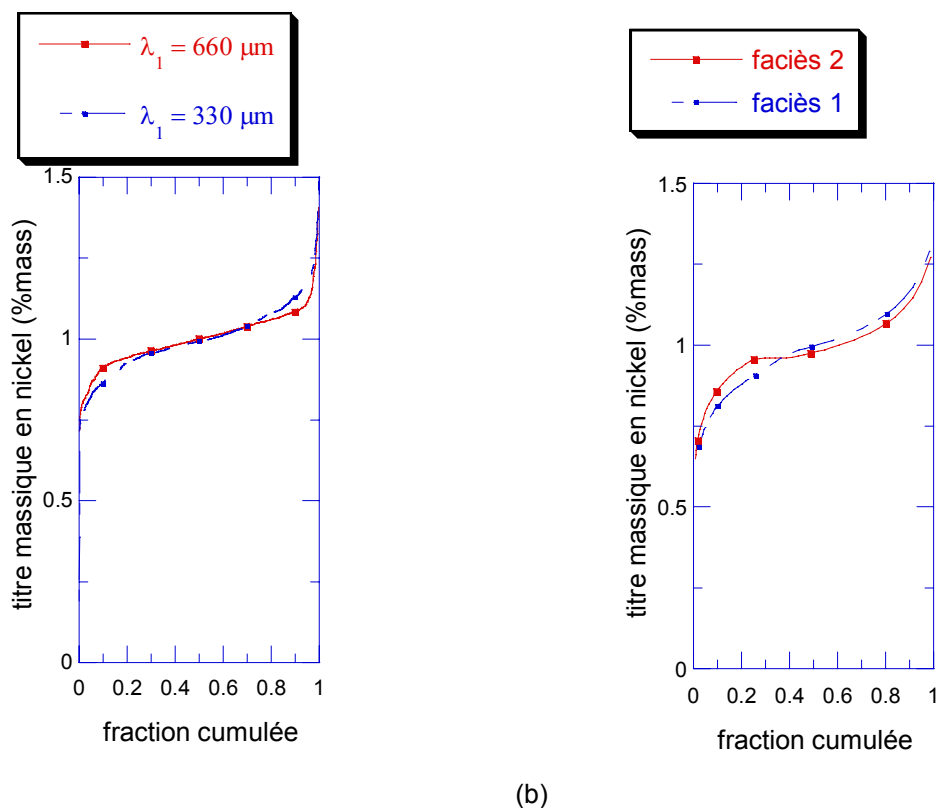 λ1 = 660 µm
λ1 = 330 µm
1.5
1
0.5
0
titre massique en nickel (%mass)
0 0.2 0.4 0.6 0.8 1
fraction cumulée
faciès 2
faciès 1
1.5
1
0.5
0
titre massique en nickel (%mass)
0 0.2 0.4 0.6 0.8 1
fraction cumulée
(b)